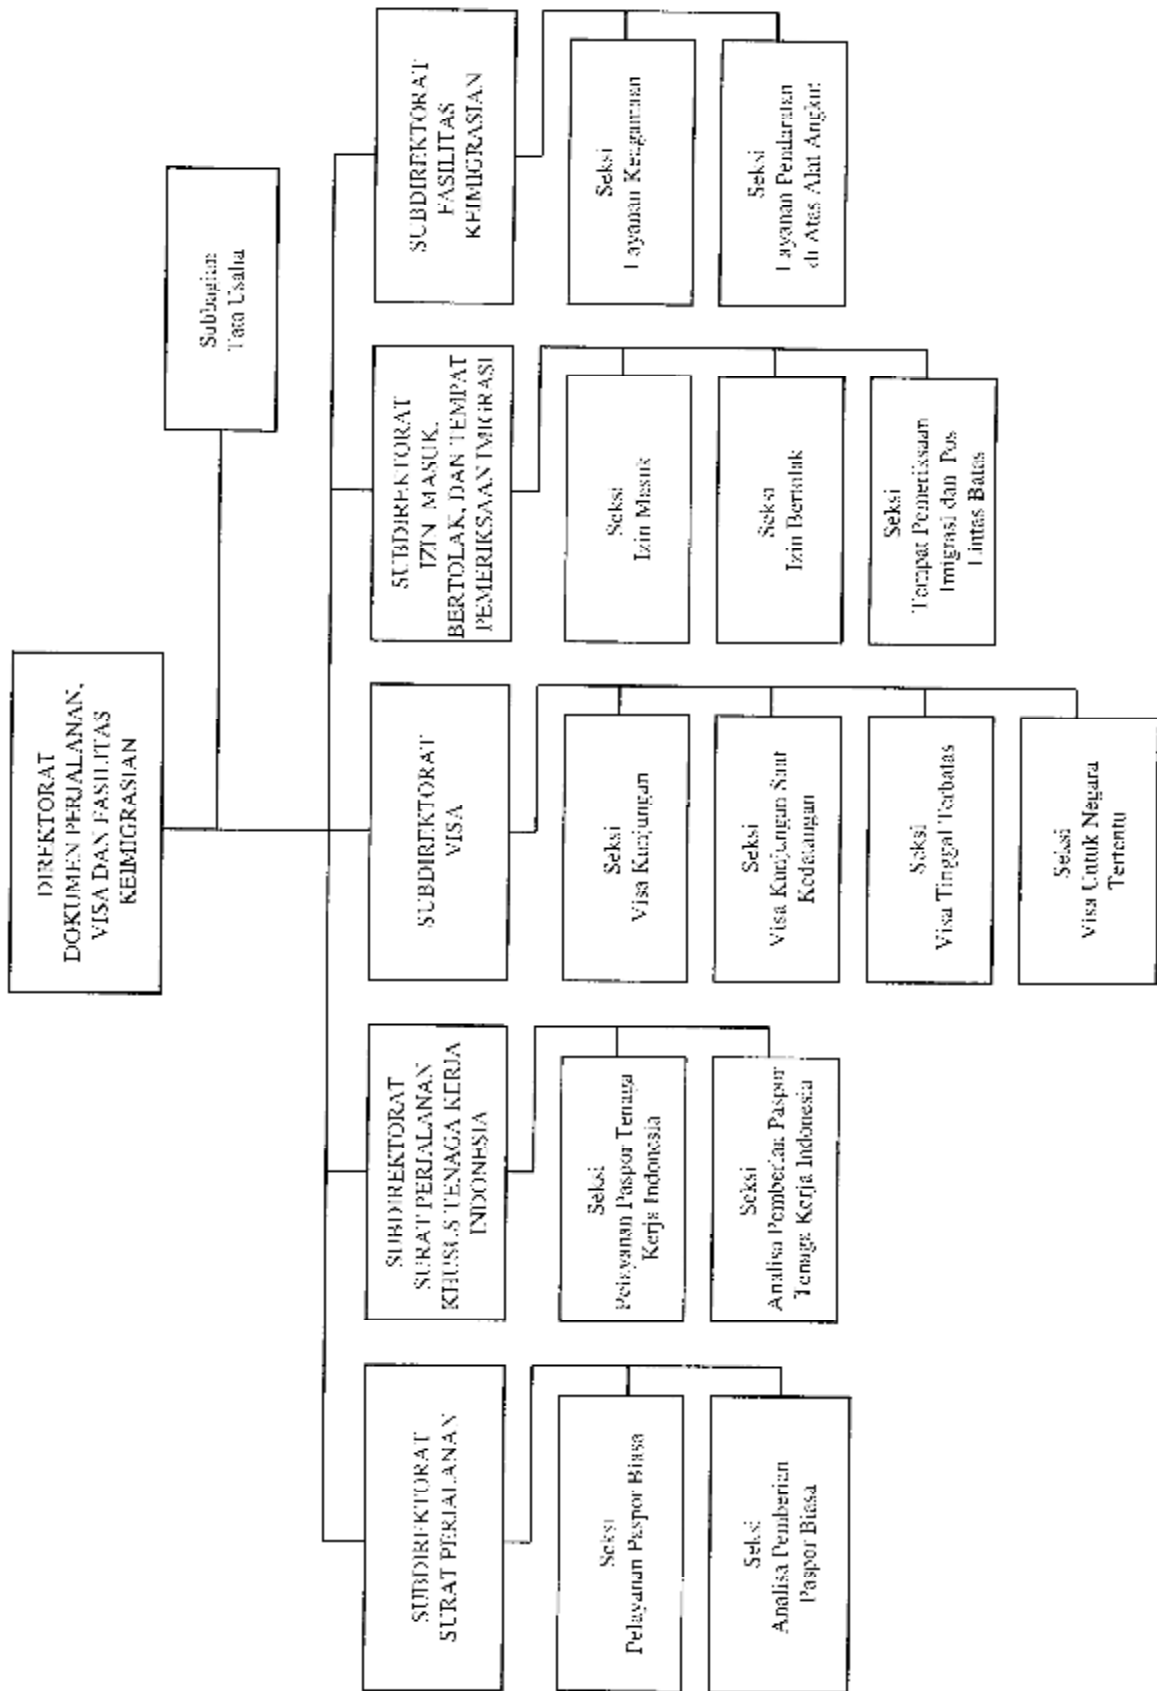 DIREKTORAT
DOKUMEN PERJALANAN,
VISA DAN FASILITAS
KEIMIGRASIAN
Subbagian
Tata Usaha
SUBDIREKTORAT
SURAT PERJALANAN
SUBDIREKTORAT
SURAT PERJALANAN
KHUSUS TENAGA KERJA
INDONESIA
SUBDIREKTORAT
VISA
SUBDIREKTORAT
IZIN MASUK,
BERTOLAK, DAN TEMPAT
PEMERIKSAAN IMIGRASI
SUBDIREKTORAT
FASILITAS
KEIMIGRASIAN
Seksi
Pelayanan Paspor Biasa
Seksi
Analisa Pemberian
Paspor Biasa
Seksi
Pelayanan Paspor Tenaga
Kerja Indonesia
Seksi
Analisa Pemberian Paspor
Tenaga Kerja Indonesia
Seksi
Visa Kunjungan
Seksi
Visa Kunjungan Saat
Kedatangan
Seksi
Visa Tinggal Terbatas
Seksi
Visa Untuk Negara
Tertentu
Seksi
Izin Masuk
Seksi
Izin Bertolak
Seksi
Tempat Pemeriksaan
Imigrasi dan Pos
Lintas Batas
Seksi
Layanan Keagamaan
Seksi
Layanan Pendaratan
di Atas Alat Angkut